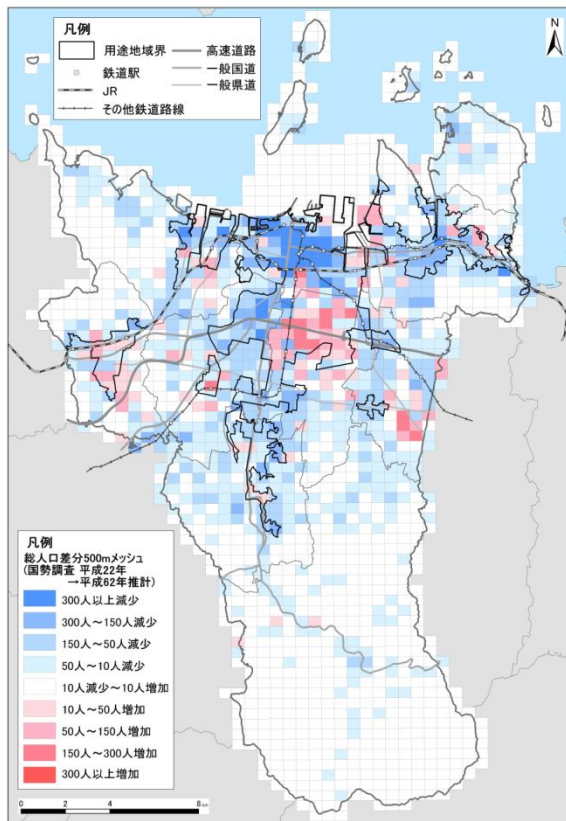 凡例
用途地域界
鉄道駅
JR
その他鉄道路線
高速道路
一般国道
一般県道
N
凡例
総人口差分500mメッシュ
(国勢調査 平成22年
→平成62年推計)
300人以上減少
300人～150人減少
150人～50人減少
50人～10人減少
10人減少～10人増加
10人～50人増加
50人～150人増加
150人～300人増加
300人以上増加
0 2 4 8